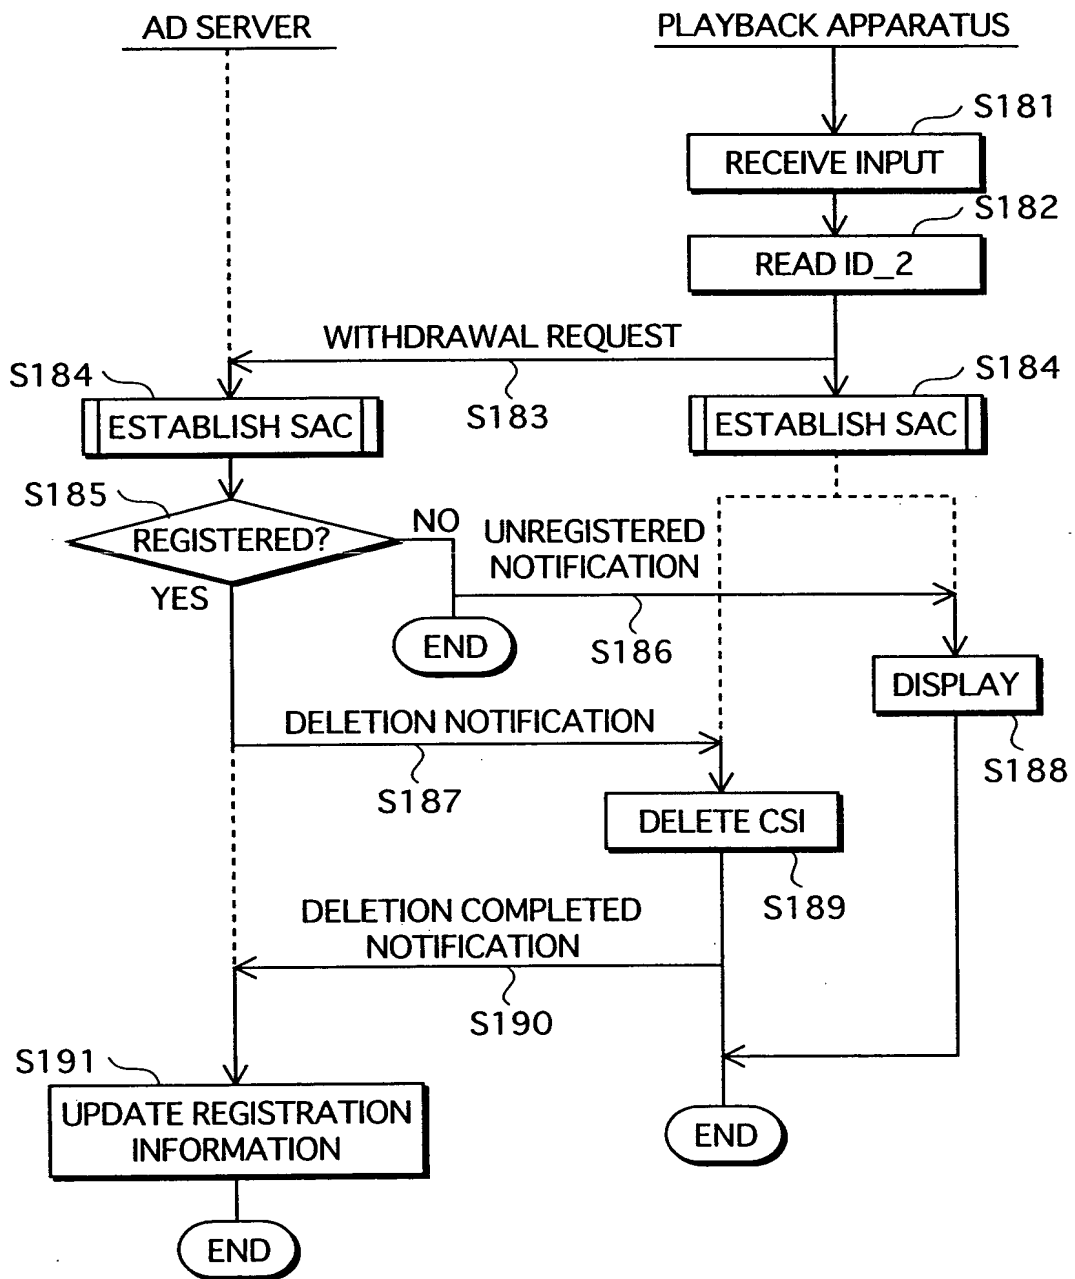 AD SERVER
PLAYBACK APPARATUS
S181
RECEIVE INPUT
S182
READ ID_2
WITHDRAWAL REQUEST
S183
S184
ESTABLISH SAC
S184
ESTABLISH SAC
S185
REGISTERED?
NO
YES
UNREGISTERED
NOTIFICATION
S186
END
DISPLAY
S188
DELETION NOTIFICATION
S187
DELETE CSI
S189
DELETION COMPLETED
NOTIFICATION
S190
S191
UPDATE REGISTRATION
INFORMATION
END
END